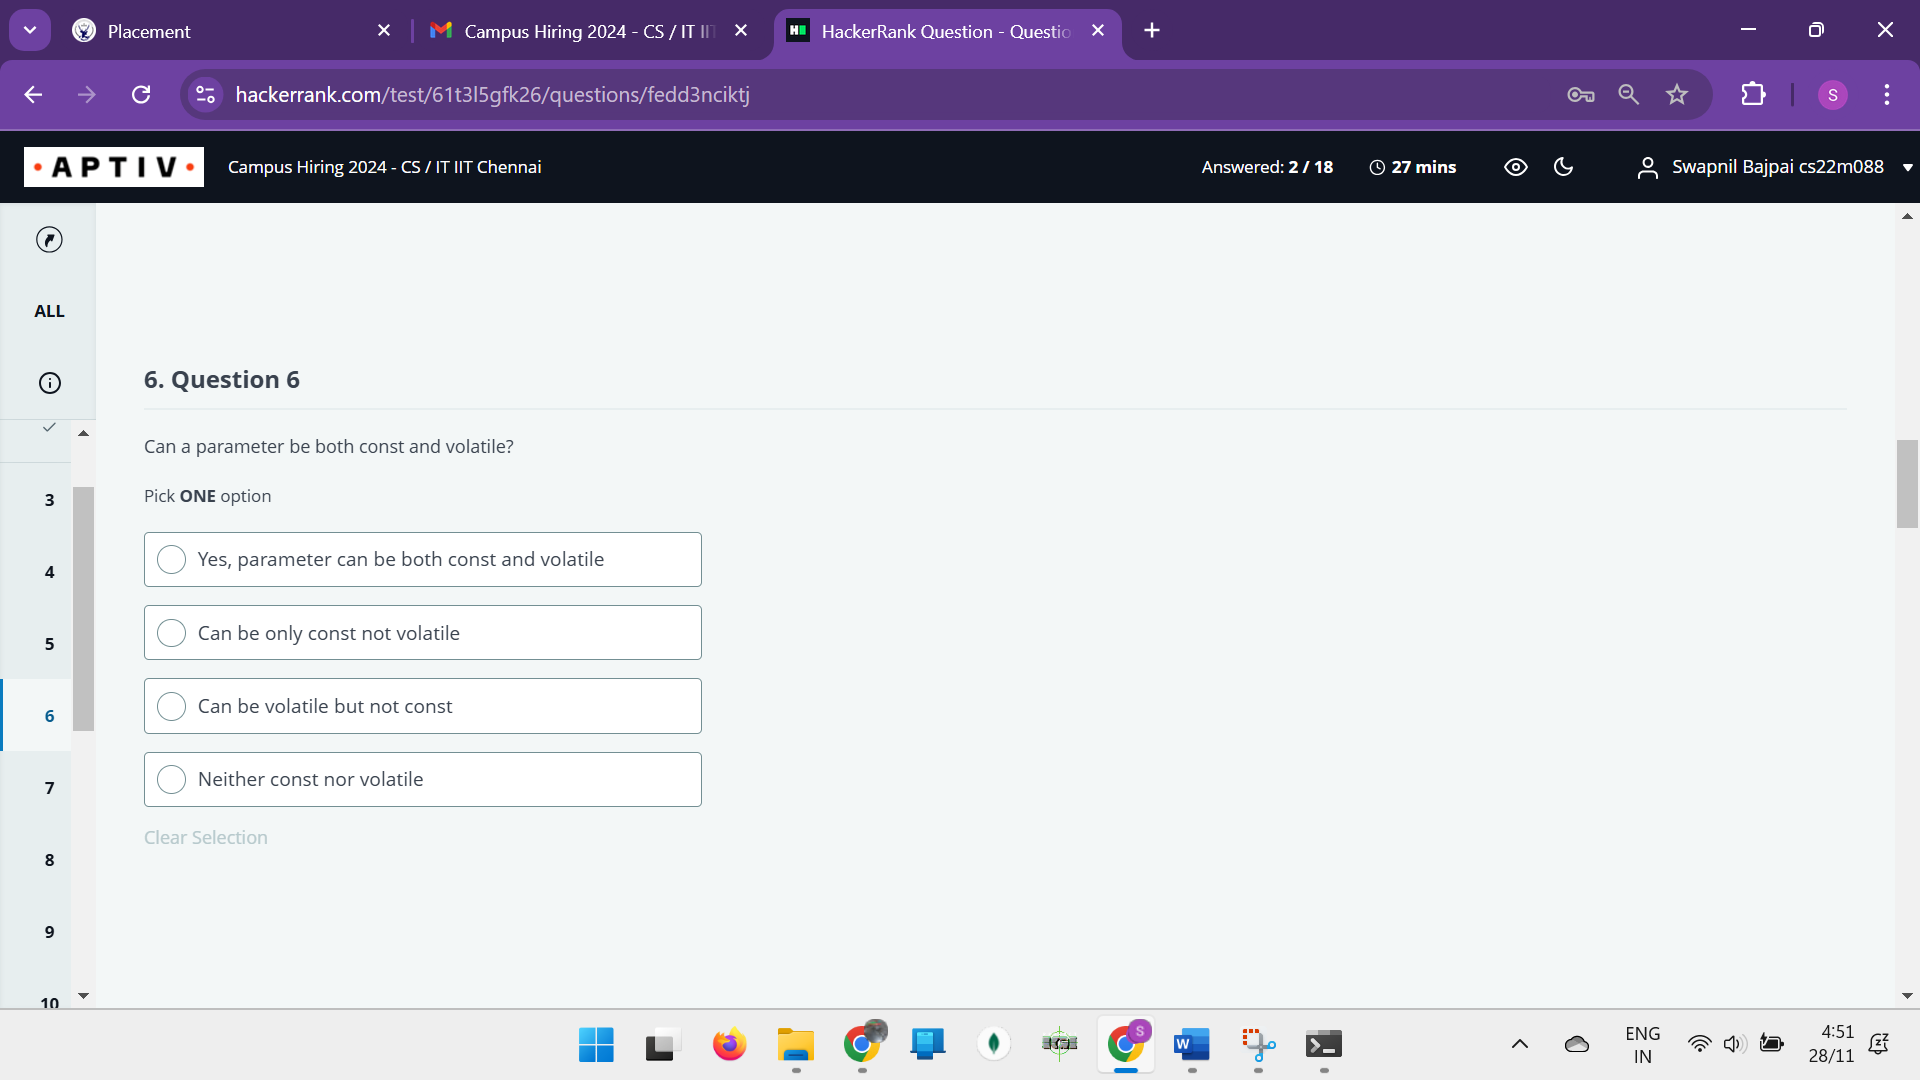 Placement
Campus Hiring 2024 - CS / IT II
HackerRank Question - Questio
hackerrank.com/test/61t3l5gfk26/questions/fedd3nciktj
S
APTIV
Campus Hiring 2024 - CS / IT IIT Chennai
Answered: 2 / 18
27 mins
Swapnil Bajpai cs22m088
ALL
6. Question 6
Can a parameter be both const and volatile?
Pick ONE option
3
Yes, parameter can be both const and volatile
4
Can be only const not volatile
5
Can be volatile but not const
6
Neither const nor volatile
7
Clear Selection
8
9
10
S
W
ENG
IN
4:51
28/11